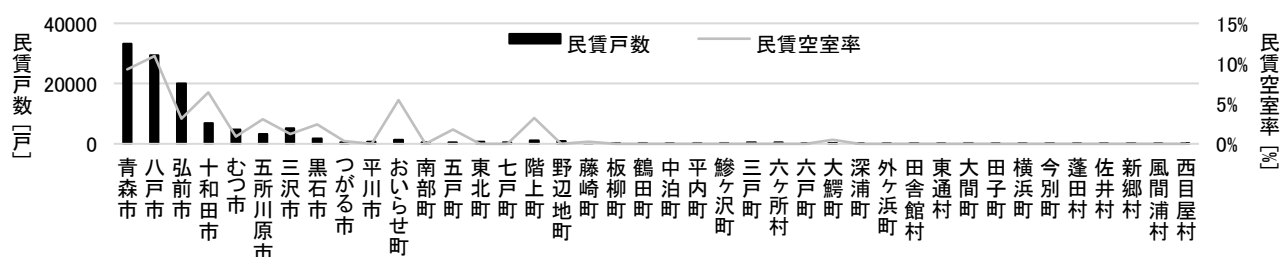 民賃戸数 [戸]
40000
20000
0
民賃戸数
民賃空室率
15%
10%
5%
0%
民賃空室率 [%]
青森市
八戸市
弘前市
十和田市
むつ市
五所川原市
三沢市
黒石市
つがる市
平川市
おいらせ町
南部町
五戸町
東北町
七戸町
階上町
野辺地町
藤崎町
板柳町
鶴田町
中泊町
平内町
鰺ヶ沢町
三戸町
六ヶ所村
六戸町
大鰐町
深浦町
外ヶ浜町
田舎館村
東通村
大間町
田子町
横浜町
今別町
蓬田村
佐井村
新郷村
風間浦村
西目屋村